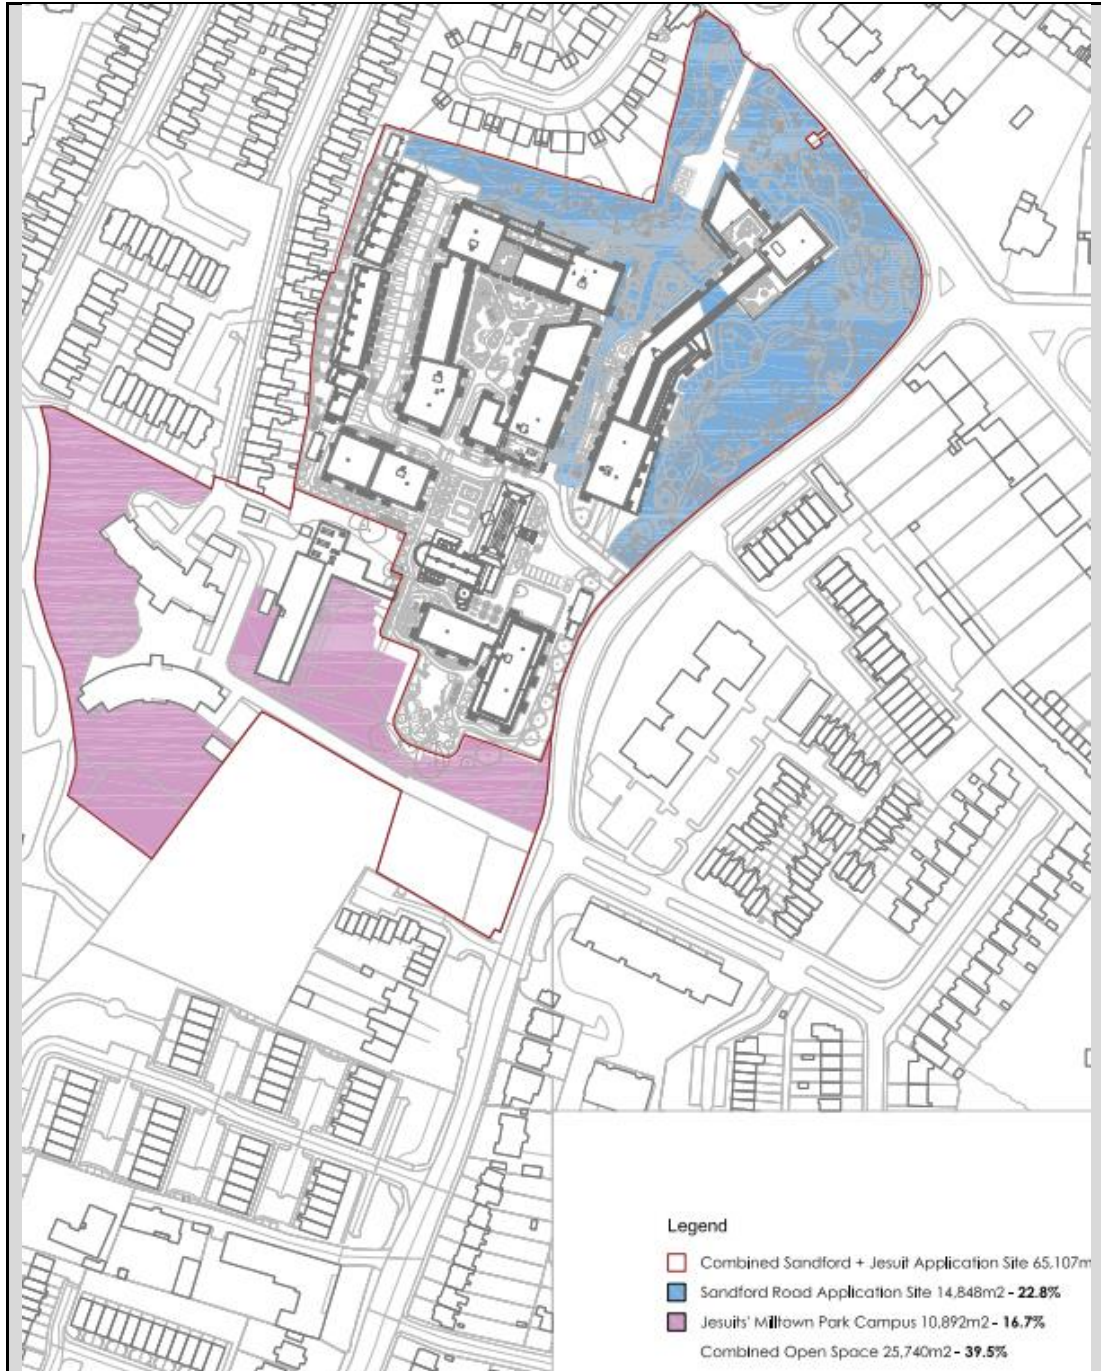 Legend
Combined Sandford + Jesuit Application Site 65,107m
Sandford Road Application Site 14,848m2 - 22.8%
Jesuits' Milltown Park Campus 10,892m2 - 16.7%
Combined Open Space 25,740m2 - 39.5%